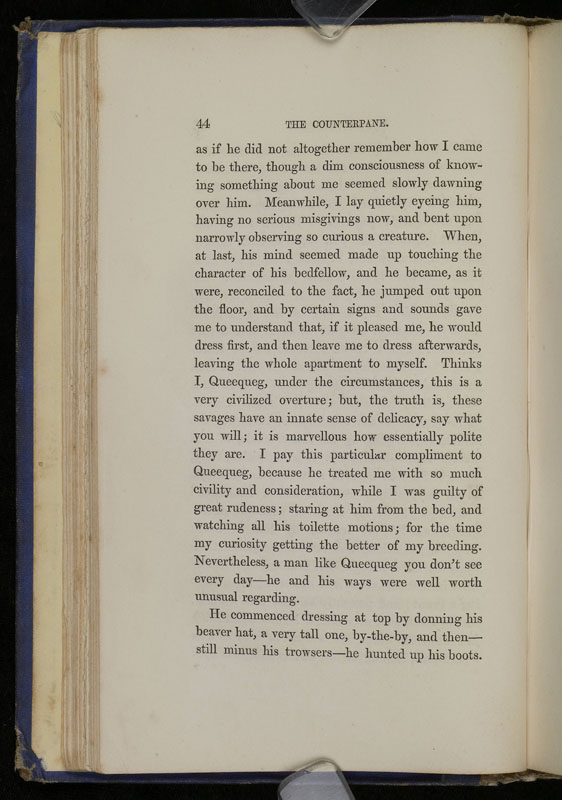 44 THE COUNTERPANE.
as if he did not altogether remember how I came
to be there, though a dim consciousness of know-
ing something about me seemed slowly dawning
over him. Meanwhile, I lay quietly eyeing him,
having no serious misgivings now, and bent upon
narrowly observing so curious a creature. When,
at last, his mind seemed made up touching the
character of his bedfellow, and he became, as it
were, reconciled to the fact, he jumped out upon
the floor, and by certain signs and sounds gave
me to understand that, if it pleased me, he would
dress first, and then leave me to dress afterwards,
leaving the whole apartment to myself. Thinks
I, Queequeg, under the circumstances, this is a
very civilized overture; but, the truth is, these
savages have an innate sense of delicacy, say what
you will; it is marvellous how essentially polite
they are. I pay this particular compliment to
Queequeg, because he treated me with so much
civility and consideration, while I was guilty of
great rudeness; staring at him from the bed, and
watching all his toilette motions; for the time
my curiosity getting the better of my breeding.
Nevertheless, a man like Queequeg you don't see
every day—he and his ways were well worth
unusual regarding.
He commenced dressing at top by donning his
beaver hat, a very tall one, by-the-by, and then—
still minus his trowsers—he hunted up his boots.